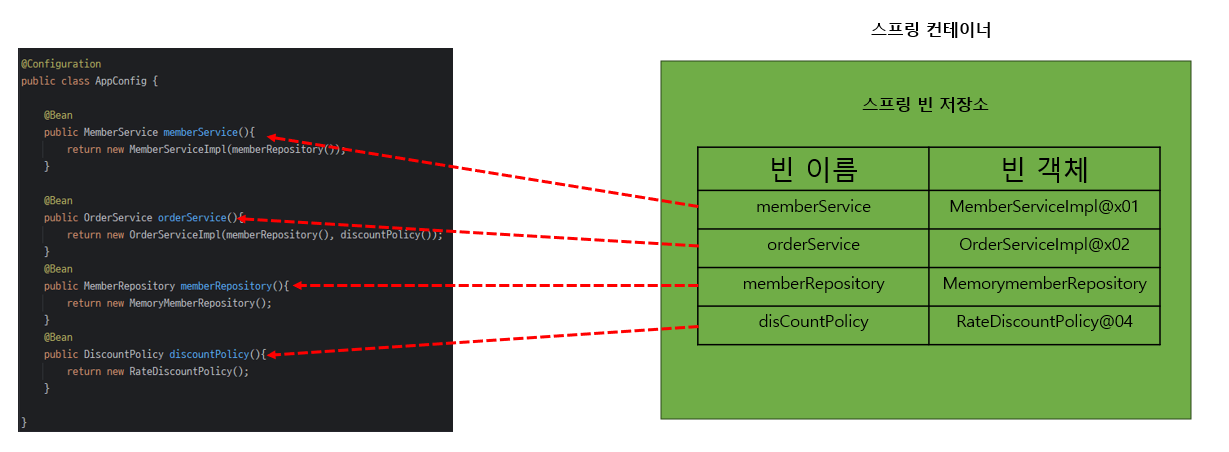 스프링 컨테이너
@Configuration
public class AppConfig {
@Bean
public MemberService memberService(){
return new MemberServiceImpl(memberRepository());
}
@Bean
public OrderService orderService(){
return new OrderServiceImpl(memberRepository(), discountPolicy());
}
@Bean
public MemberRepository memberRepository(){
return new MemoryMemberRepository();
}
@Bean
public DiscountPolicy discountPolicy(){
return new RateDiscountPolicy();
}
}
스프링 빈 저장소
빈 이름 빈 객체
memberService MemberServiceImpl@x01
orderService OrderServiceImpl@x02
memberRepository MemorymemberRepository
disCountPolicy RateDiscountPolicy@04